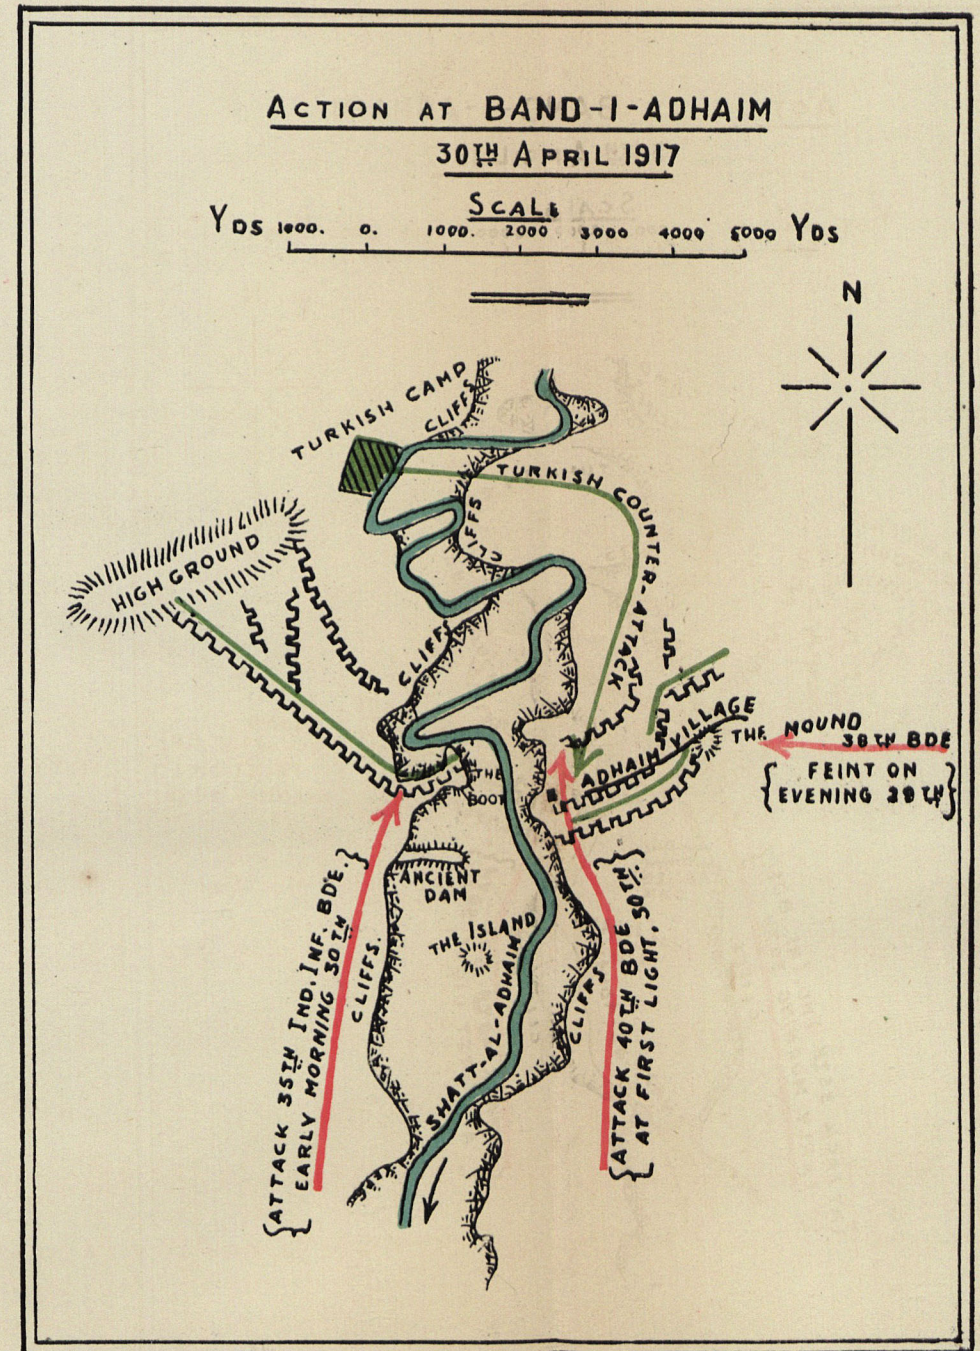 ACTION AT BAND-I-ADHAIM
30TH APRIL 1917
SCALE
YDS 1000. 0. 1000. 2000 3000 4000 5000 YDS
N
TURKISH CAMP
CLIFFS
TURKISH COUNTER-ATTACK
CLIFFS
HIGH GROUND
CLIFFS
ADHAIM VILLAGE
THE MOUND
38TH BDE
{FEINT ON
EVENING 29TH}
THE
BOOT
ANCIENT
DAM
THE ISLAND
SHATT-AL-ADHAIM
CLIFFS.
CLIFFS
{ATTACK 35TH IND. INF. BDE.
EARLY MORNING 30TH}
{ATTACK 40TH BDE
AT FIRST LIGHT, 30TH.}